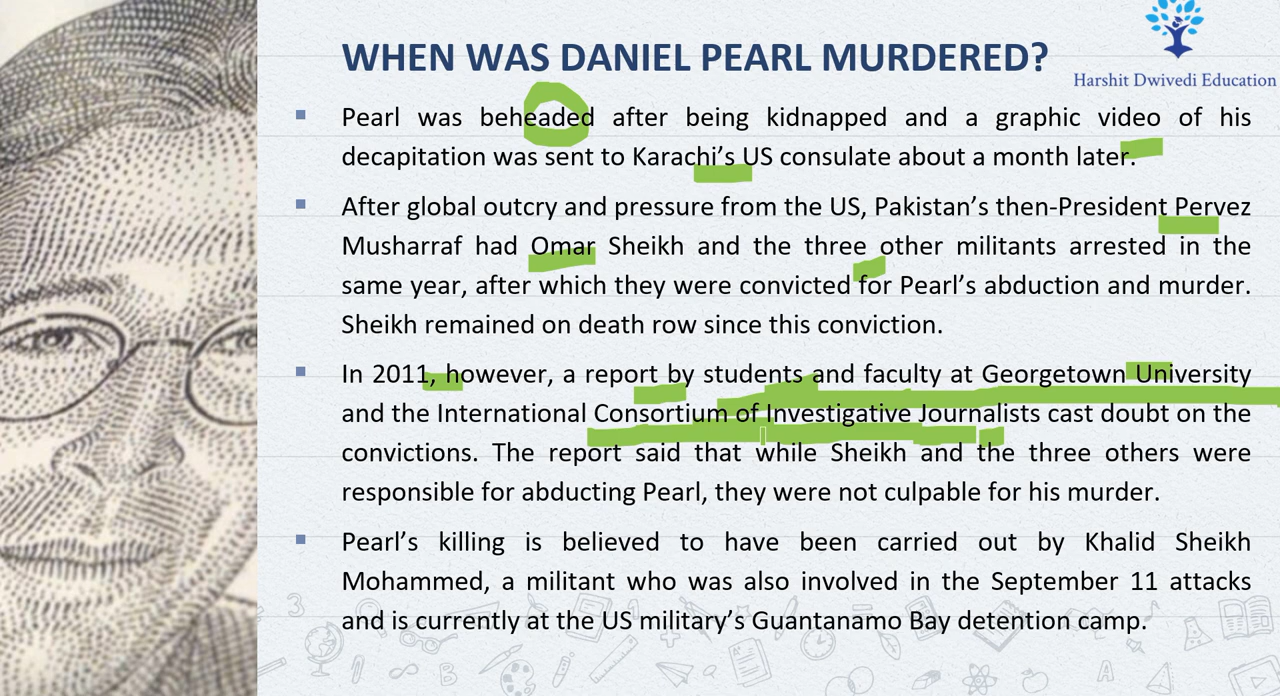 WHEN WAS DANIEL PEARL MURDERED?
Harshit Dwivedi Education
▪ Pearl was beheaded after being kidnapped and a graphic video of his
decapitation was sent to Karachi’s US consulate about a month later.
▪ After global outcry and pressure from the US, Pakistan’s then-President Pervez
Musharraf had Omar Sheikh and the three other militants arrested in the
same year, after which they were convicted for Pearl’s abduction and murder.
Sheikh remained on death row since this conviction.
▪ In 2011, however, a report by students and faculty at Georgetown University
and the International Consortium of Investigative Journalists cast doubt on the
convictions. The report said that while Sheikh and the three others were
responsible for abducting Pearl, they were not culpable for his murder.
▪ Pearl’s killing is believed to have been carried out by Khalid Sheikh
Mohammed, a militant who was also involved in the September 11 attacks
and is currently at the US military’s Guantanamo Bay detention camp.